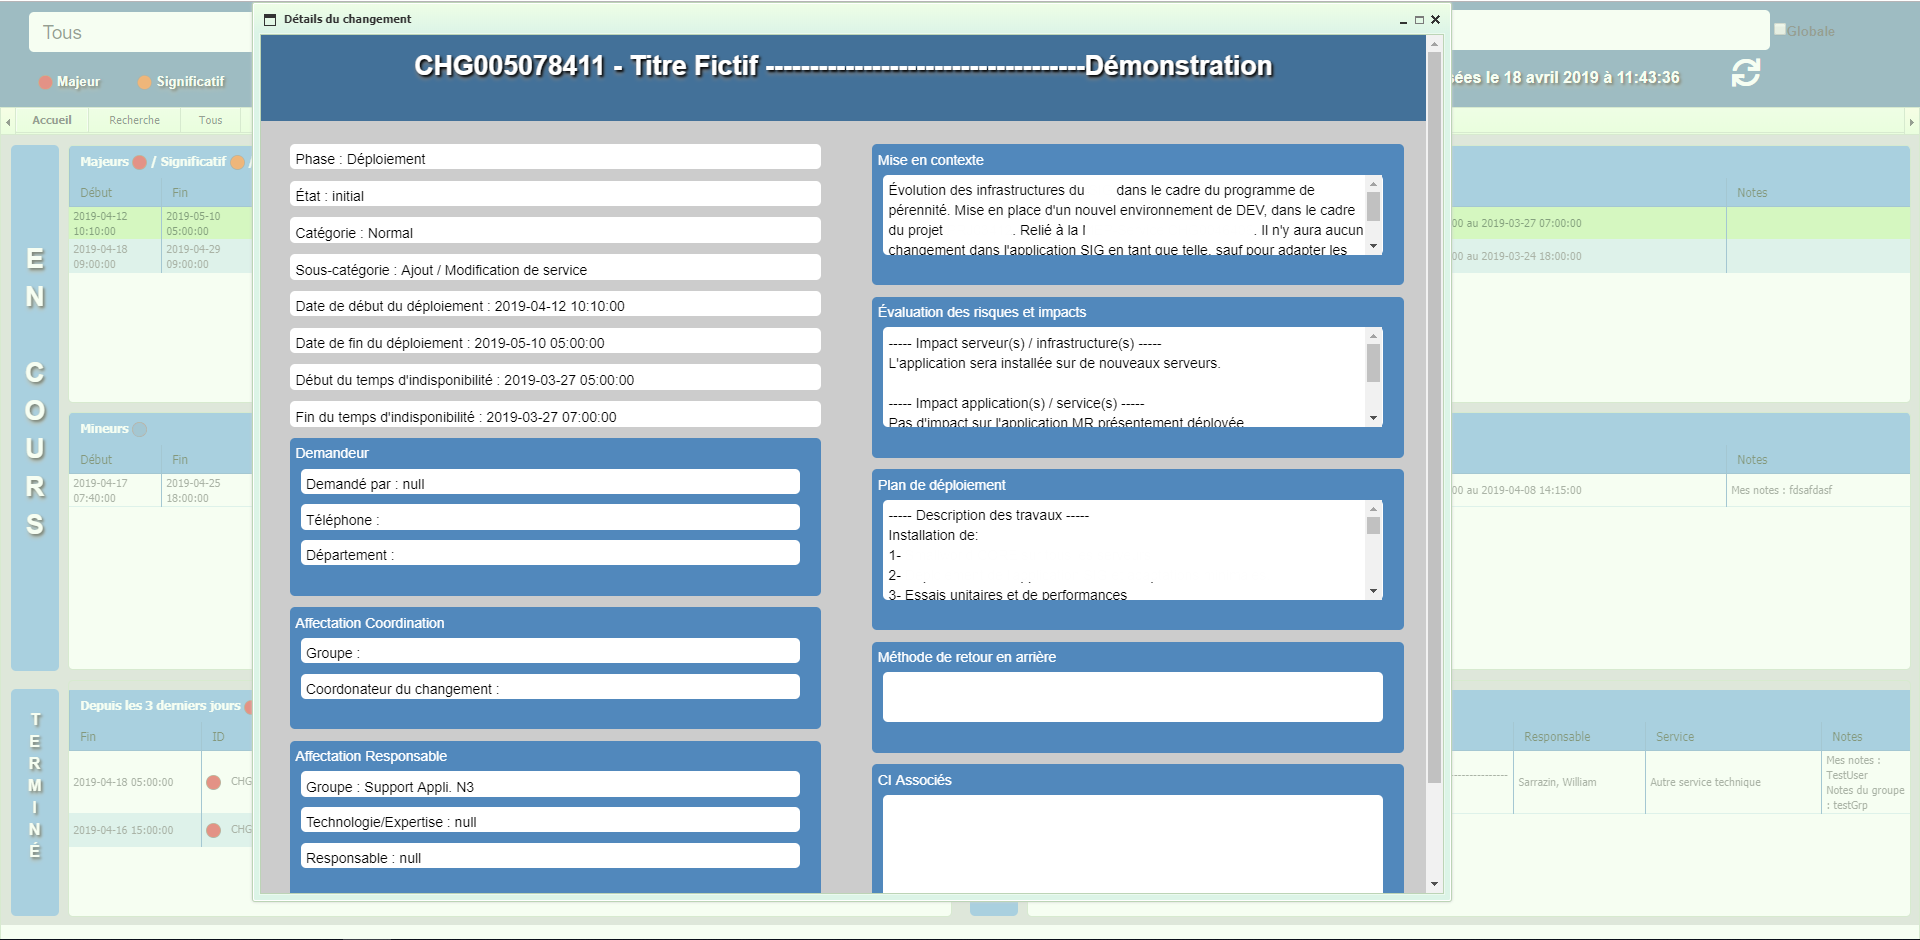 Détails du changement
CHG005078411 - Titre Fictif ------------------------------------Démonstration
Phase : Déploiement
État : initial
Catégorie : Normal
Sous-catégorie : Ajout / Modification de service
Date de début du déploiement : 2019-04-12 10:10:00
Date de fin du déploiement : 2019-05-10 05:00:00
Début du temps d'indisponibilité : 2019-03-27 05:00:00
Fin du temps d'indisponibilité : 2019-03-27 07:00:00
Demandeur
Demandé par : null
Téléphone :
Département :
Affectation Coordination
Groupe :
Coordonateur du changement :
Affectation Responsable
Groupe : Support Appli. N3
Technologie/Expertise : null
Responsable : null
Mise en contexte
Évolution des infrastructures du dans le cadre du programme de
pérennité. Mise en place d'un nouvel environnement de DEV, dans le cadre
du projet . Relié à la . Il n'y aura aucun
changement dans l'application SIG en tant que telle, sauf pour adapter les
Évaluation des risques et impacts
----- Impact serveur(s) / infrastructure(s) -----
L'application sera installée sur de nouveaux serveurs.
----- Impact application(s) / service(s) -----
Pas d'impact sur l'application MR présentement déployée
Plan de déploiement
----- Description des travaux -----
Installation de:
1-
2-
3- Essais unitaires et de performances
Méthode de retour en arrière
CI Associés
Tous
Globale
Majeur
Significatif
ées le 18 avril 2019 à 11:43:36
Accueil
Recherche
Tous
EN COURS
Majeurs / Significatif /
Début
Fin
Notes
2019-04-12 10:10:00
2019-05-10 05:00:00
00 au 2019-03-27 07:00:00
2019-04-18 09:00:00
2019-04-29 09:00:00
00 au 2019-03-24 18:00:00
Mineurs
Début
Fin
Notes
2019-04-17 07:40:00
2019-04-25 18:00:00
00 au 2019-04-08 14:15:00
Mes notes : fdsafdasf
TERMINÉ
Depuis les 3 derniers jours
Fin
ID
Responsable
Service
Notes
2019-04-18 05:00:00
CHG
Sarrazin, William
Autre service technique
Mes notes :
TestUser
Notes du groupe
: testGrp
2019-04-16 15:00:00
CHG